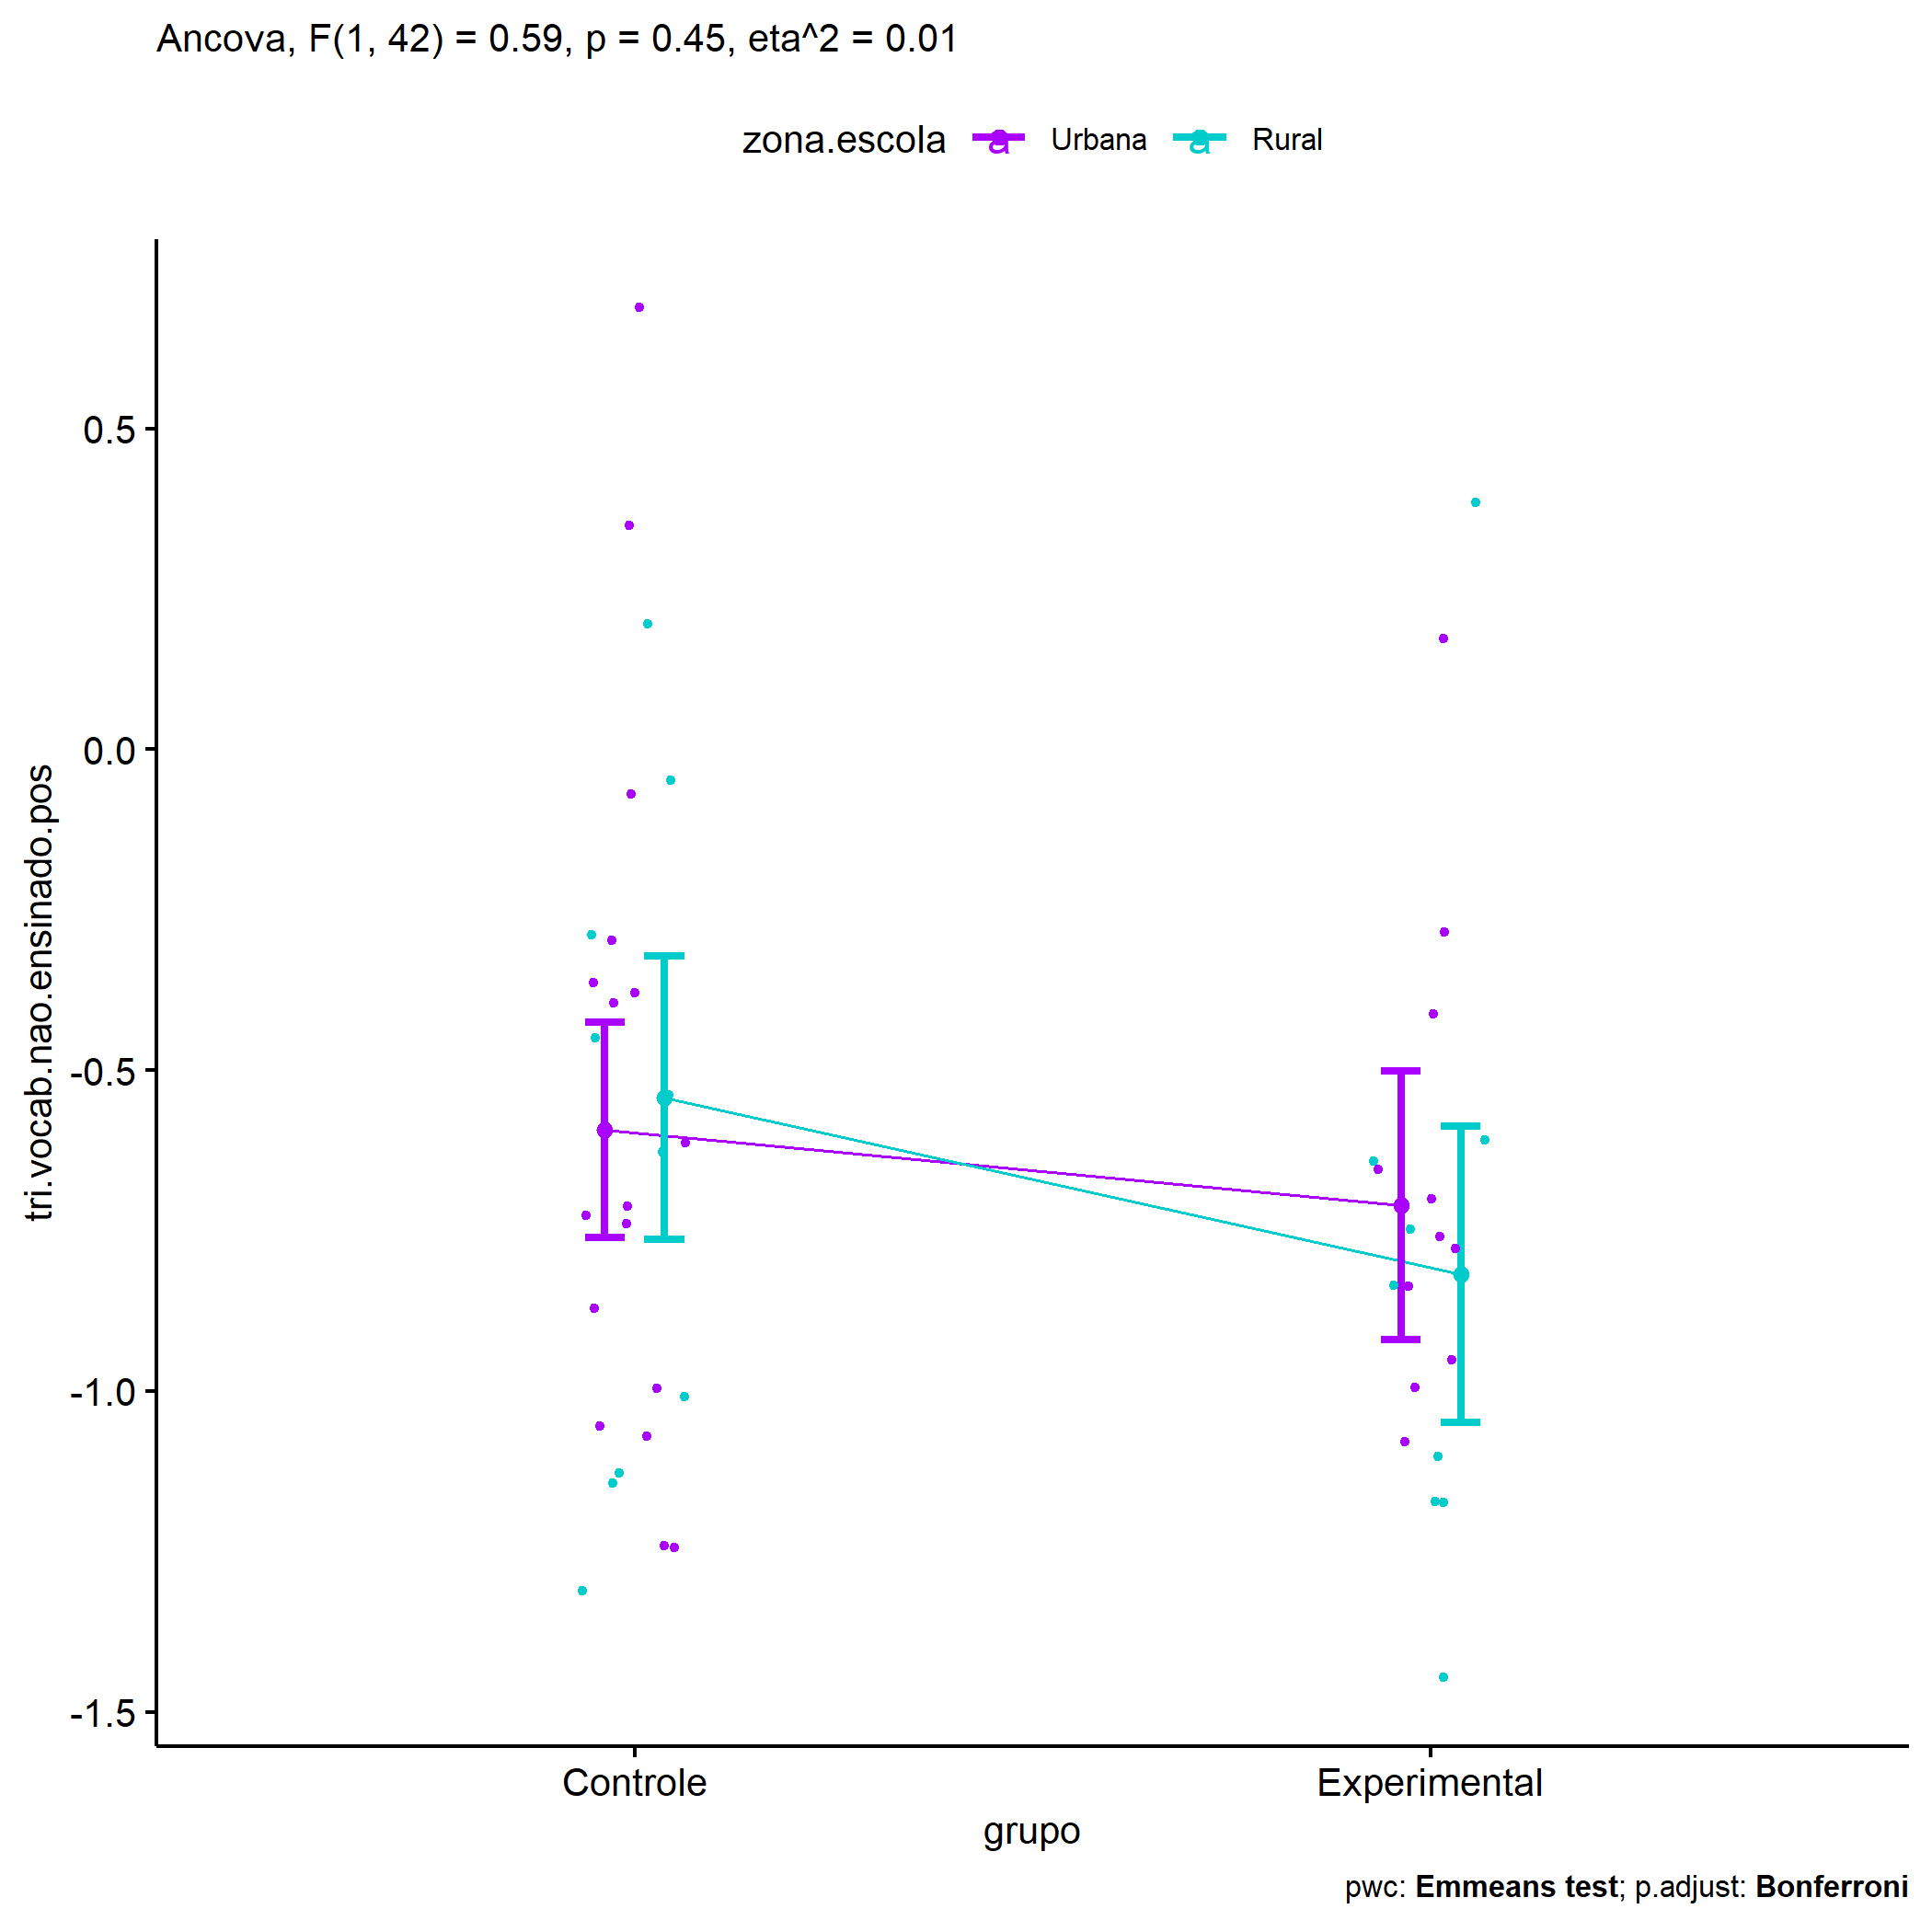 Ancova, F(1, 42) = 0.59, p = 0.45, eta^2 = 0.01
zona.escola a Urbana a Rural
tri.vocab.nao.ensinado.pos
0.5
0.0
-0.5
-1.0
-1.5
Controle Experimental
grupo
pwc: Emmeans test; p.adjust: Bonferroni